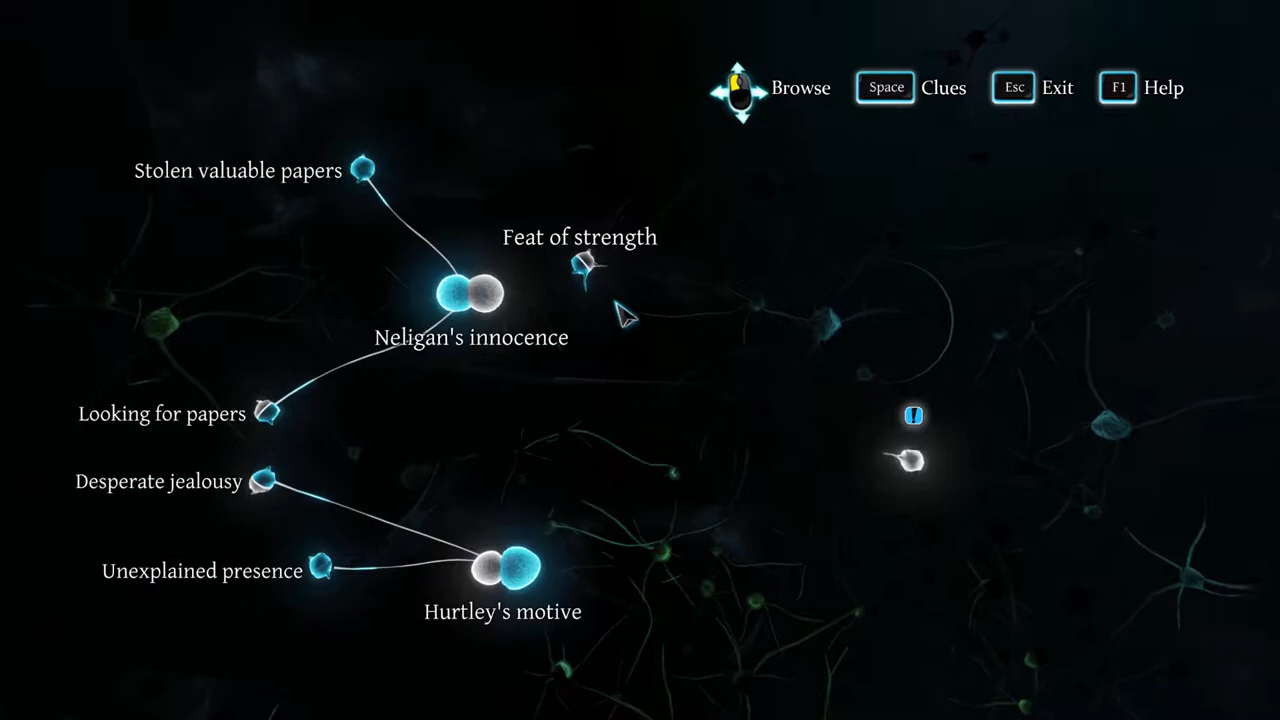 Browse
Space
Clues
Esc
Exit
F1
Help
Stolen valuable papers
Feat of strength
Neligan's innocence
Looking for papers
!
Desperate jealousy
Unexplained presence
Hurtley's motive